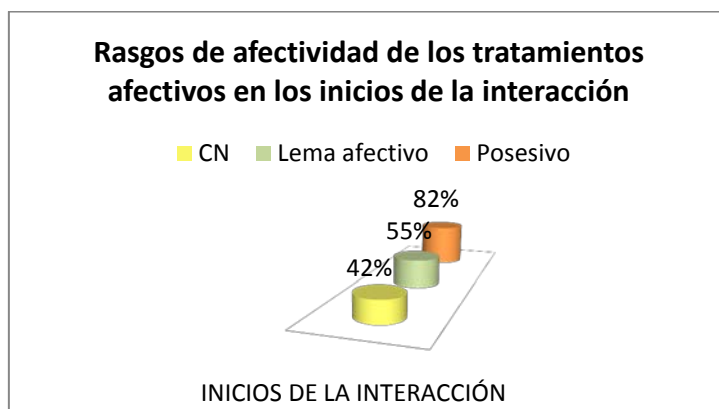 Rasgos de afectividad de los tratamientos
afectivos en los inicios de la interacción
CN Lema afectivo Posesivo
82%
55%
42%
INICIOS DE LA INTERACCIÓN